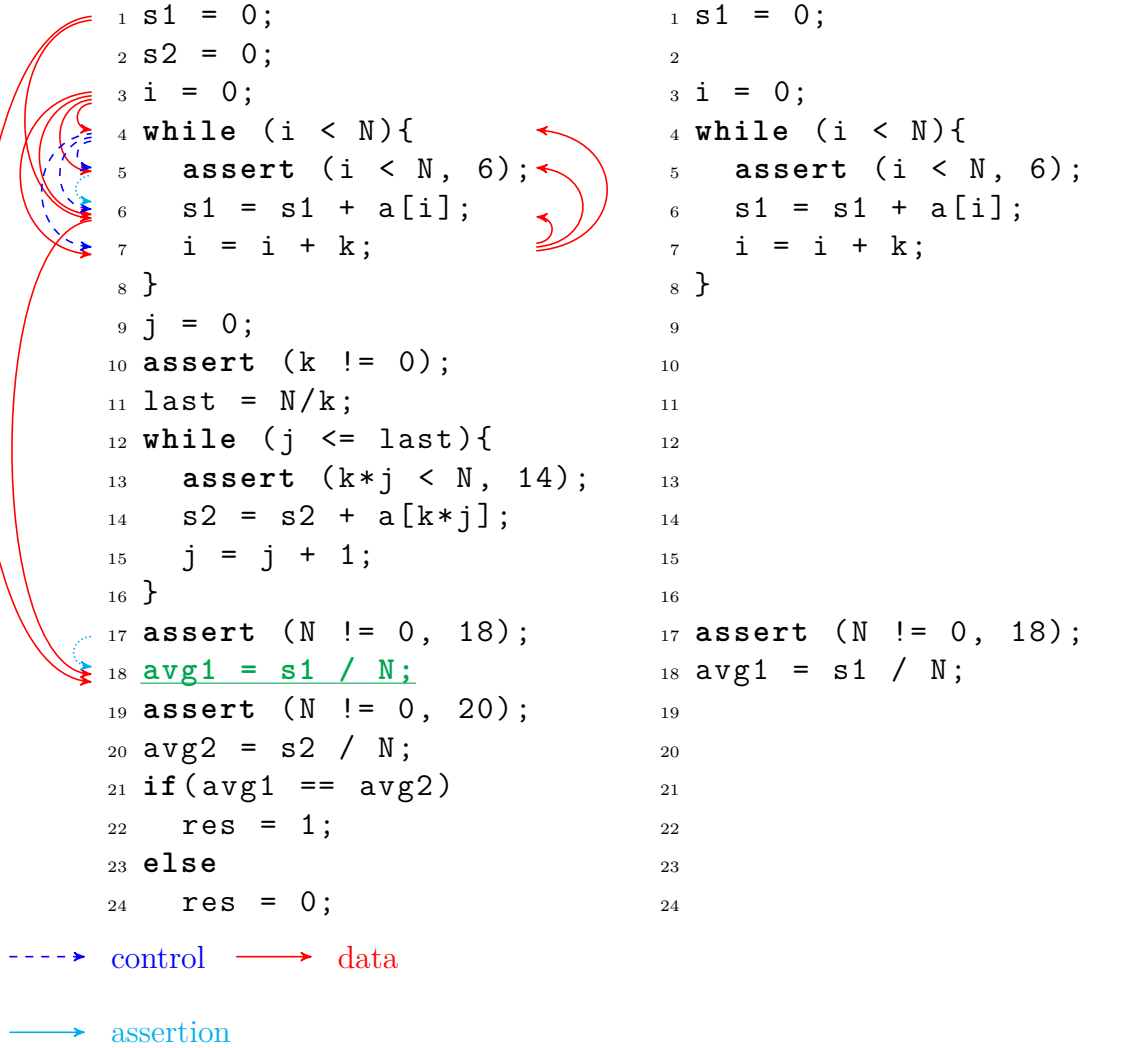 1 s1 = 0;
2 s2 = 0;
3 i = 0;
4 while (i < N){
5   assert (i < N, 6);
6   s1 = s1 + a[i];
7   i = i + k;
8 }
9 j = 0;
10 assert (k != 0);
11 last = N/k;
12 while (j <= last){
13   assert (k*j < N, 14);
14   s2 = s2 + a[k*j];
15   j = j + 1;
16 }
17 assert (N != 0, 18);
18 avg1 = s1 / N;
19 assert (N != 0, 20);
20 avg2 = s2 / N;
21 if(avg1 == avg2)
22   res = 1;
23 else
24   res = 0;
1 s1 = 0;
2
3 i = 0;
4 while (i < N){
5   assert (i < N, 6);
6   s1 = s1 + a[i];
7   i = i + k;
8 }
9
10
11
12
13
14
15
16
17 assert (N != 0, 18);
18 avg1 = s1 / N;
19
20
21
22
23
24
control data
assertion